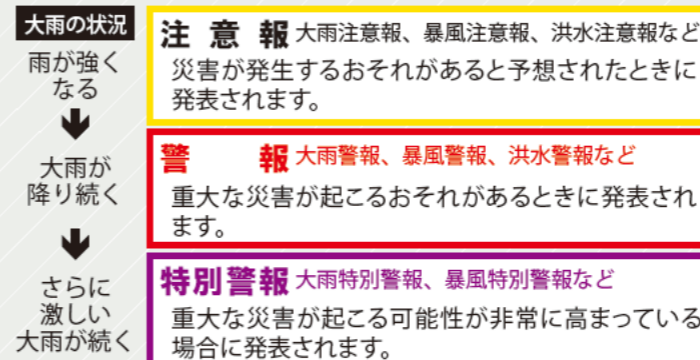 大雨の状況
雨が強く
なる
大雨が
降り続く
さらに
激しい
大雨が続く
注意報 大雨注意報、暴風注意報、洪水注意報など
災害が発生するおそれがあると予想されたときに
発表されます。
警報 大雨警報、暴風警報、洪水警報など
重大な災害が起こるおそれがあるときに発表され
ます。
特別警報 大雨特別警報、暴風特別警報など
重大な災害が起こる可能性が非常に高まっている
場合に発表されます。